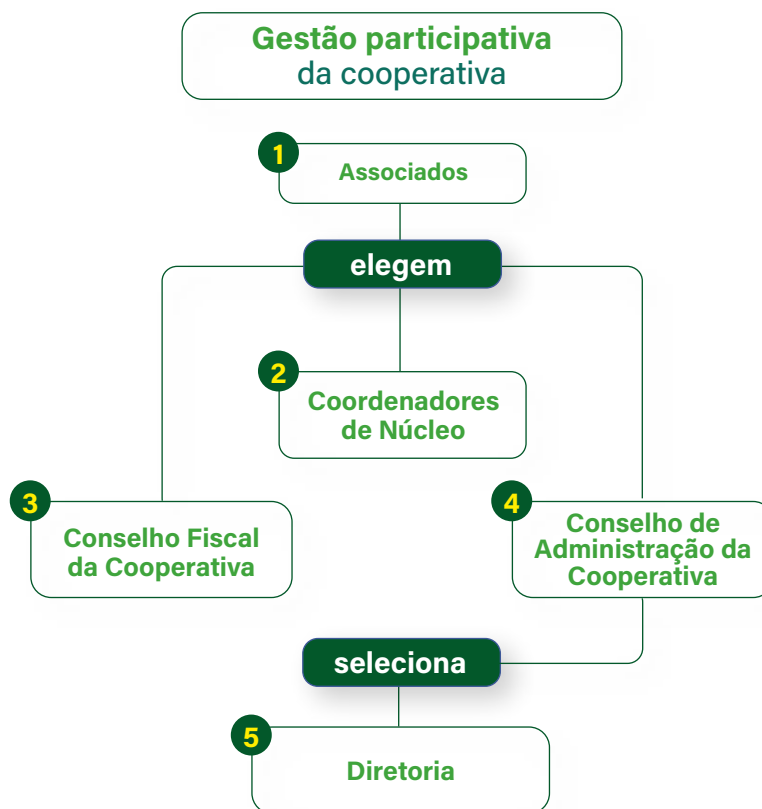 Gestão participativa
da cooperativa
1
Associados
elegem
2
Coordenadores
de Núcleo
3
Conselho Fiscal
da Cooperativa
4
Conselho de
Administração da
Cooperativa
seleciona
5
Diretoria